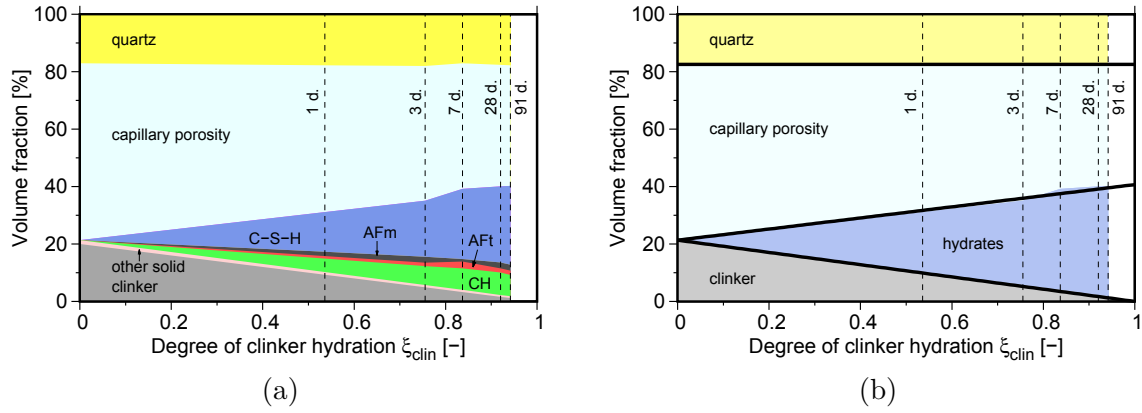 100
80
60
40
20
0
Volume fraction [%]
quartz
capillary porosity
1 d.
3 d.
7 d.
28 d.
91 d.
C−S−H
AFm
AFt
other solid
clinker
CH
0
0.2
0.4
0.6
0.8
1
Degree of clinker hydration ξclin [−]
(a)
100
80
60
40
20
0
Volume fraction [%]
quartz
capillary porosity
1 d.
3 d.
7 d.
28 d.
91 d.
hydrates
clinker
0
0.2
0.4
0.6
0.8
1
Degree of clinker hydration ξclin [−]
(b)